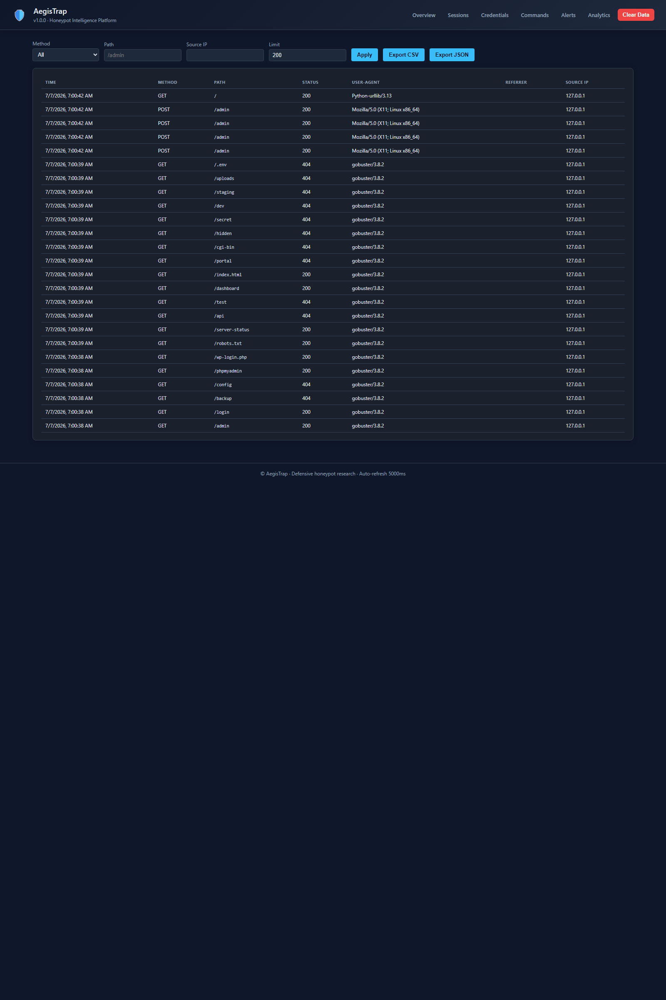 AegisTrap
v1.0.0 · Honeypot Intelligence Platform
Overview Sessions Credentials Commands Alerts Analytics Clear Data
Method Path Source IP Limit
All /admin 200 Apply Export CSV Export JSON
TIME METHOD PATH STATUS USER-AGENT REFERRER SOURCE IP
7/7/2026, 7:00:42 AM GET / 200 Python-urllib/3.13 127.0.0.1
7/7/2026, 7:00:42 AM POST /admin 200 Mozilla/5.0 (X11; Linux x86_64) 127.0.0.1
7/7/2026, 7:00:42 AM POST /admin 200 Mozilla/5.0 (X11; Linux x86_64) 127.0.0.1
7/7/2026, 7:00:42 AM POST /admin 200 Mozilla/5.0 (X11; Linux x86_64) 127.0.0.1
7/7/2026, 7:00:42 AM POST /admin 200 Mozilla/5.0 (X11; Linux x86_64) 127.0.0.1
7/7/2026, 7:00:39 AM GET /.env 404 gobuster/3.8.2 127.0.0.1
7/7/2026, 7:00:39 AM GET /uploads 404 gobuster/3.8.2 127.0.0.1
7/7/2026, 7:00:39 AM GET /staging 404 gobuster/3.8.2 127.0.0.1
7/7/2026, 7:00:39 AM GET /dev 404 gobuster/3.8.2 127.0.0.1
7/7/2026, 7:00:39 AM GET /secret 404 gobuster/3.8.2 127.0.0.1
7/7/2026, 7:00:39 AM GET /hidden 404 gobuster/3.8.2 127.0.0.1
7/7/2026, 7:00:39 AM GET /cgi-bin 404 gobuster/3.8.2 127.0.0.1
7/7/2026, 7:00:39 AM GET /portal 404 gobuster/3.8.2 127.0.0.1
7/7/2026, 7:00:39 AM GET /index.html 200 gobuster/3.8.2 127.0.0.1
7/7/2026, 7:00:39 AM GET /dashboard 200 gobuster/3.8.2 127.0.0.1
7/7/2026, 7:00:39 AM GET /test 404 gobuster/3.8.2 127.0.0.1
7/7/2026, 7:00:39 AM GET /api 404 gobuster/3.8.2 127.0.0.1
7/7/2026, 7:00:39 AM GET /server-status 200 gobuster/3.8.2 127.0.0.1
7/7/2026, 7:00:39 AM GET /robots.txt 200 gobuster/3.8.2 127.0.0.1
7/7/2026, 7:00:38 AM GET /wp-login.php 200 gobuster/3.8.2 127.0.0.1
7/7/2026, 7:00:38 AM GET /phpmyadmin 200 gobuster/3.8.2 127.0.0.1
7/7/2026, 7:00:38 AM GET /config 404 gobuster/3.8.2 127.0.0.1
7/7/2026, 7:00:38 AM GET /backup 404 gobuster/3.8.2 127.0.0.1
7/7/2026, 7:00:38 AM GET /login 200 gobuster/3.8.2 127.0.0.1
7/7/2026, 7:00:38 AM GET /admin 200 gobuster/3.8.2 127.0.0.1
© AegisTrap · Defensive honeypot research · Auto-refresh 5000ms